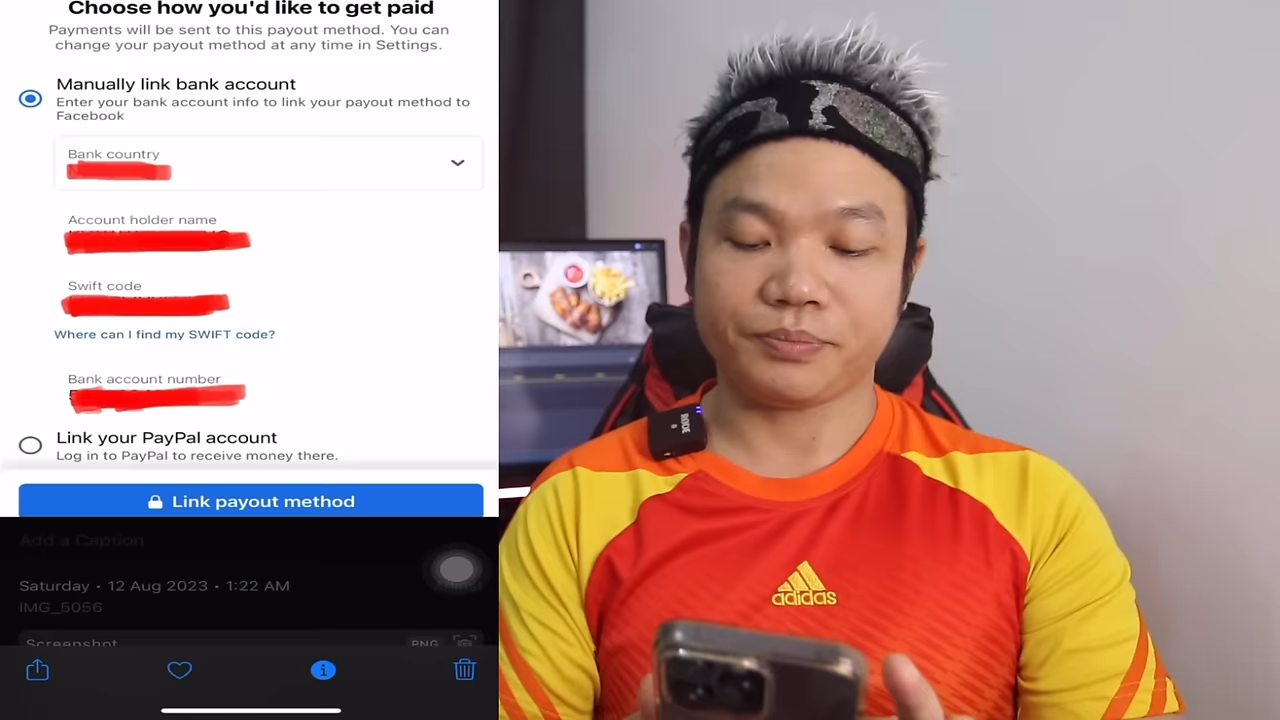 Choose how you'd like to get paid
Payments will be sent to this payout method. You can
change your payout method at any time in Settings.
Manually link bank account
Enter your bank account info to link your payout method to
Facebook
Bank country
Account holder name
Swift code
Where can I find my SWIFT code?
Bank account number
Link your PayPal account
Log in to PayPal to receive money there.
Link payout method
Add a Caption
Saturday • 12 Aug 2023 • 1:22 AM
IMG_5056
Screenshot
PNG
RØDE
adidas